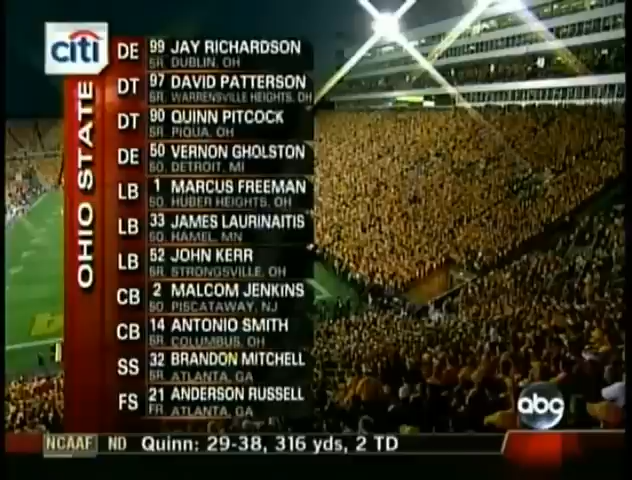 citi
OHIO STATE
DE 99 JAY RICHARDSON
SR. DUBLIN, OH
DT 97 DAVID PATTERSON
SR. WARRENSVILLE HEIGHTS, OH
DT 90 QUINN PITCOCK
SR. PIQUA, OH
DE 50 VERNON GHOLSTON
SO. DETROIT, MI
LB 1 MARCUS FREEMAN
SO. HUBER HEIGHTS, OH
LB 33 JAMES LAURINAITIS
SO. HAMEL, MN
LB 52 JOHN KERR
SR. STRONGSVILLE, OH
CB 2 MALCOM JENKINS
SO. PISCATAWAY, NJ
CB 14 ANTONIO SMITH
SR. COLUMBUS, OH
SS 32 BRANDON MITCHELL
SR. ATLANTA, GA
FS 21 ANDERSON RUSSELL
FR. ATLANTA, GA
abc
NCAAF ND Quinn: 29-38, 316 yds, 2 TD